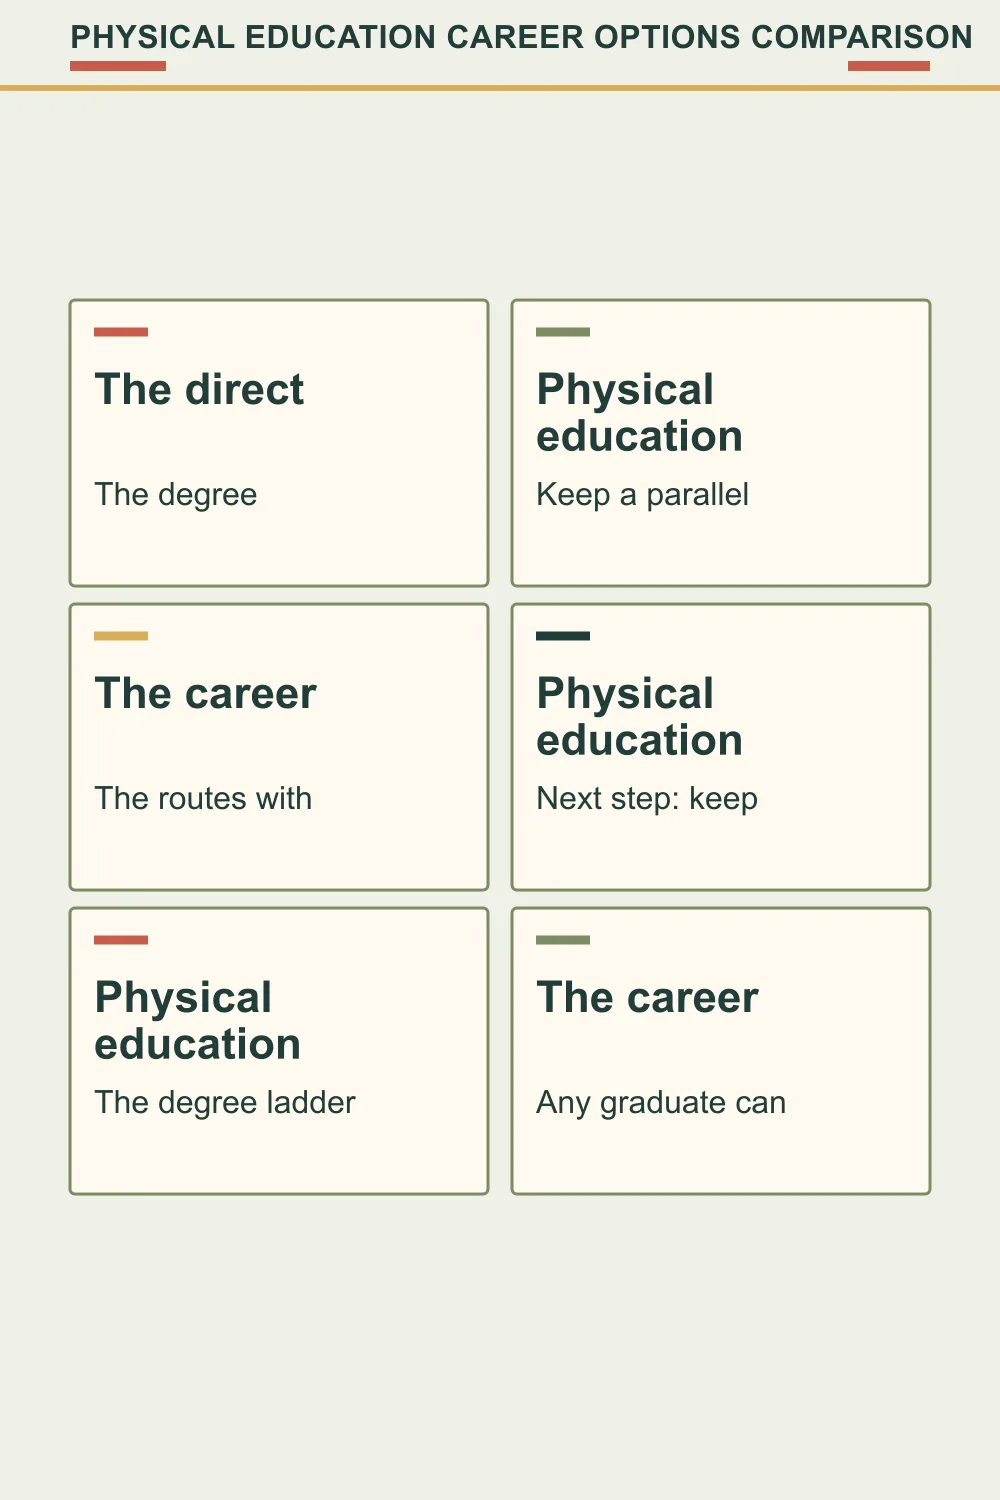 PHYSICAL EDUCATION CAREER OPTIONS COMPARISON
The direct
The degree
Physical
education
Keep a parallel
The career
The routes with
Physical
education
Next step: keep
Physical
education
The degree ladder
The career
Any graduate can